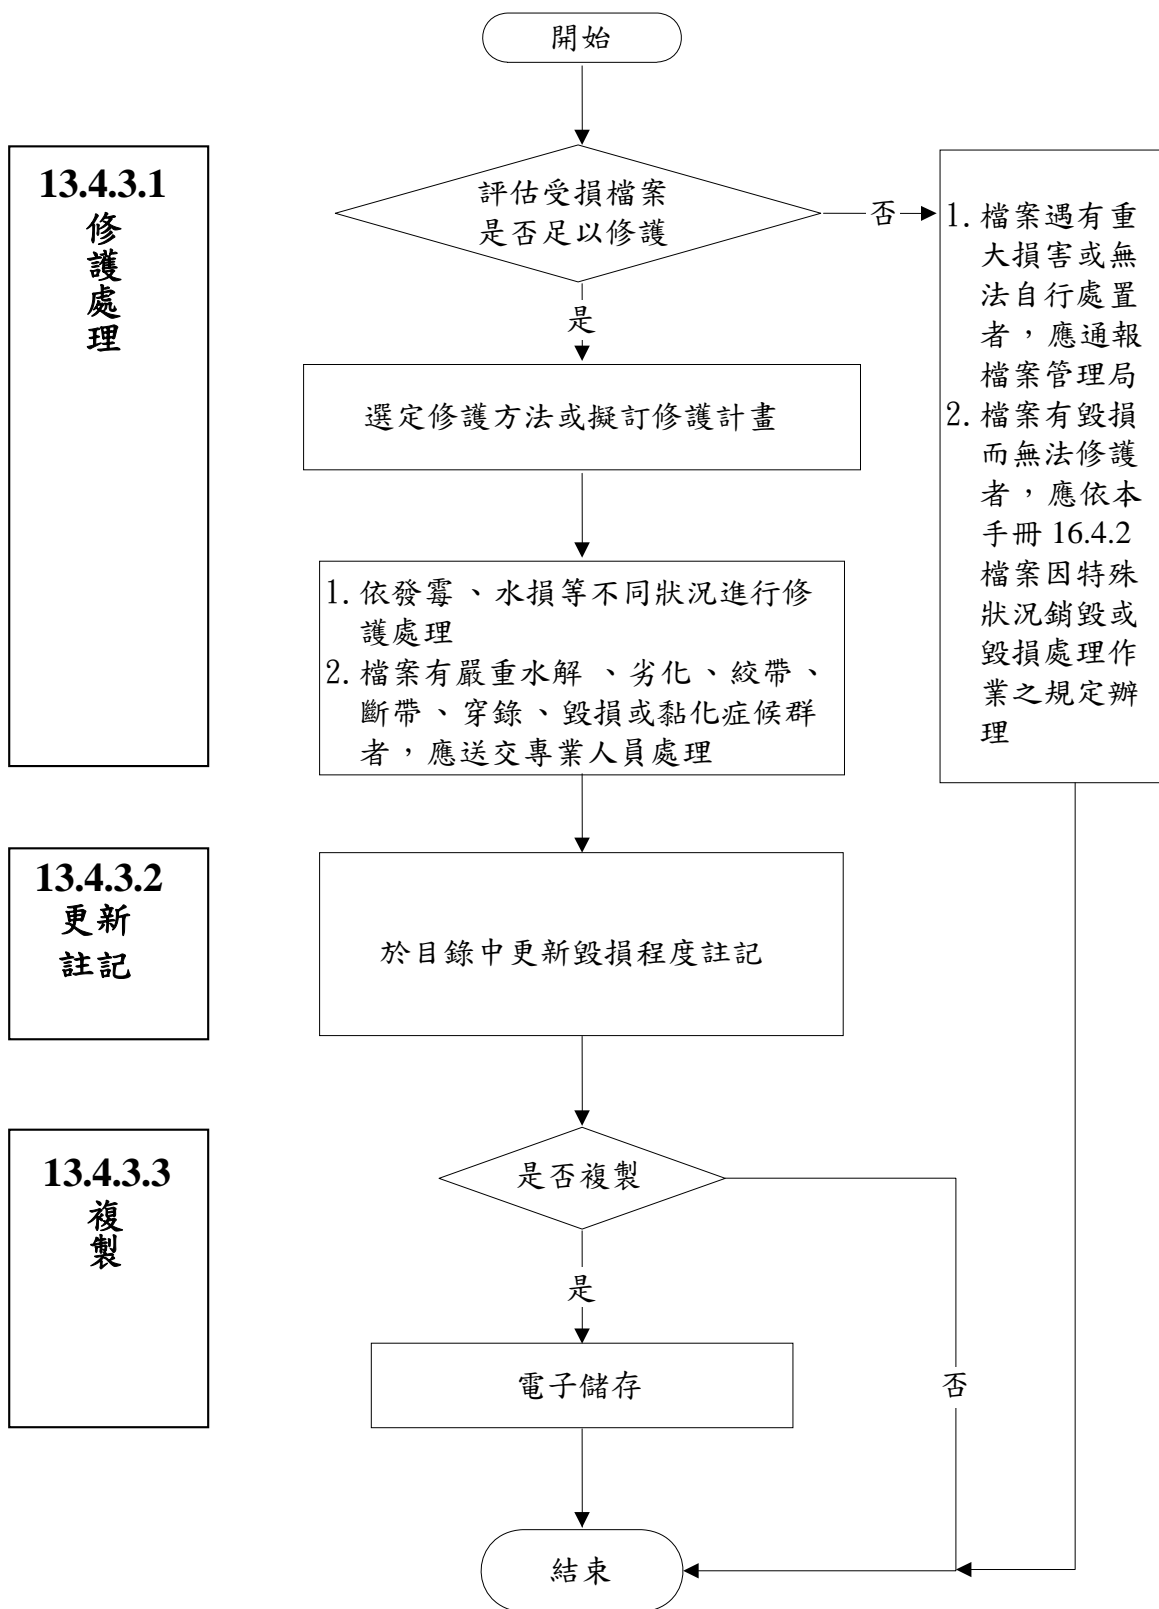 開始
13.4.3.1
修
護
處
理
評估受損檔案
是否足以修護
否
1. 檔案遇有重
大損害或無
法自行處置
者，應通報
檔案管理局
2. 檔案有毀損
而無法修護
者，應依本
手冊 16.4.2
檔案因特殊
狀況銷毀或
毀損處理作
業之規定辦
理
是
選定修護方法或擬訂修護計畫
1. 依發霉、水損等不同狀況進行修
護處理
2. 檔案有嚴重水解、劣化、絞帶、
斷帶、穿錄、毀損或黏化症候群
者，應送交專業人員處理
13.4.3.2
更新
註記
於目錄中更新毀損程度註記
13.4.3.3
複
製
是否複製
是
否
電子儲存
結束